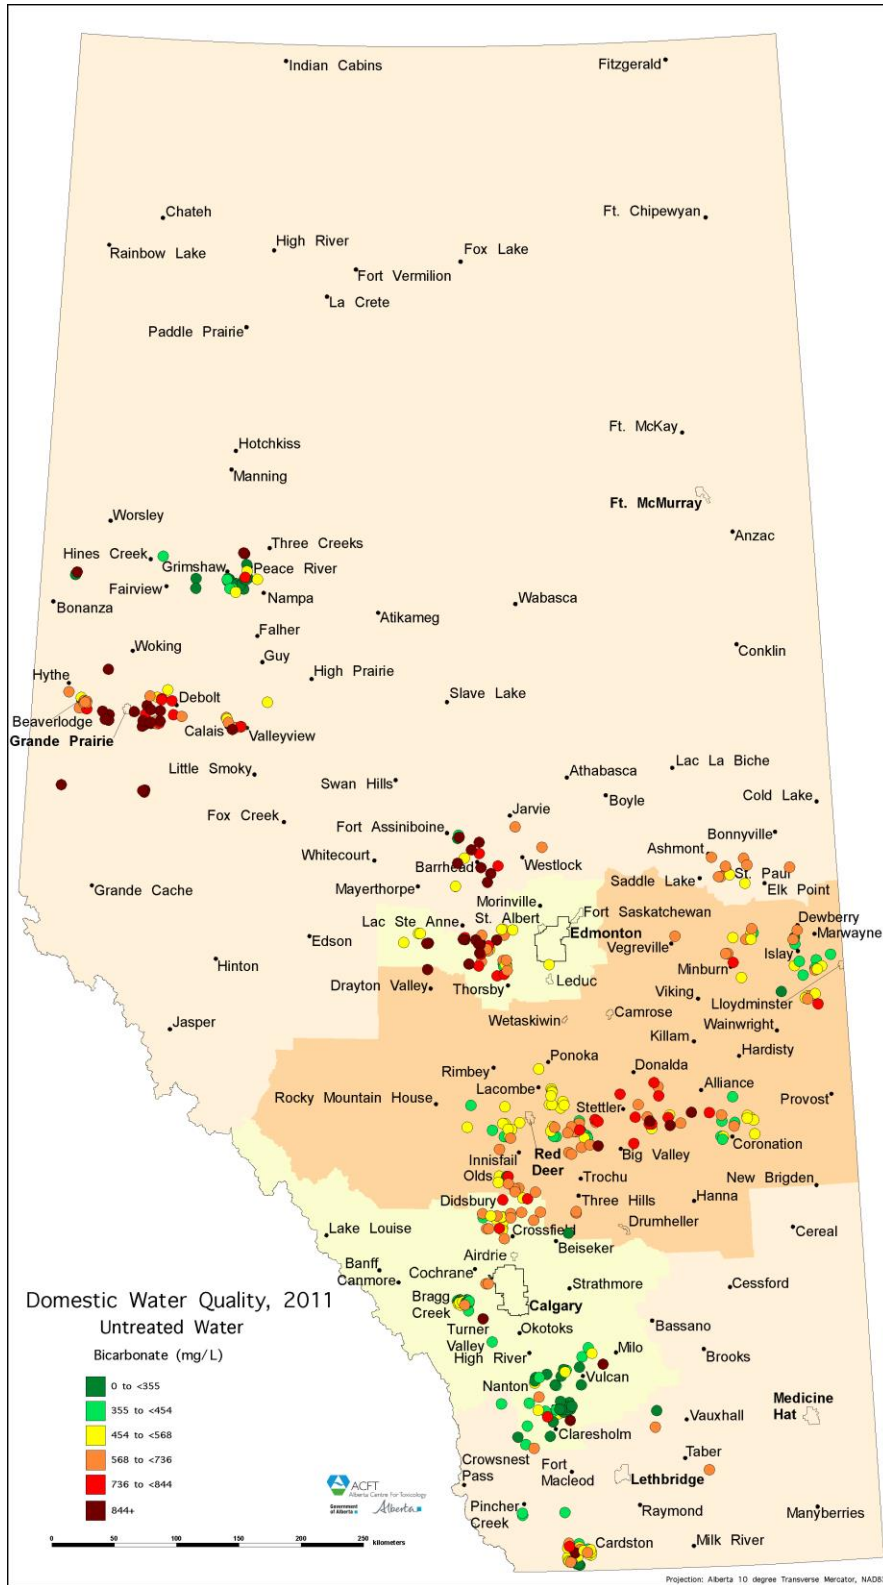 Indian Cabins
Fitzgerald
Chateh
Ft. Chipewyan
Rainbow Lake
High River
Fox Lake
Fort Vermilion
La Crete
Paddle Prairie
Ft. McKay
Hotchkiss
Manning
Ft. McMurray
Worsley
Anzac
Three Creeks
Hines Creek
Grimshaw
Peace River
Fairview
Nampa
Bonanza
Wabasca
Atikameg
Falher
Woking
Conklin
Guy
High Prairie
Hythe
Debolt
Slave Lake
Beaverlodge
Calais
Valleyview
Grande Prairie
Lac La Biche
Little Smoky
Swan Hills
Athabasca
Boyle
Cold Lake
Fox Creek
Jarvie
Fort Assiniboine
Bonnyville
Ashmont
Whitecourt
Barrhead
Westlock
St. Paul
Saddle Lake
Grande Cache
Mayerthorpe
Elk Point
Morinville
Fort Saskatchewan
Lac Ste Anne
St. Albert
Dewberry
Edmonton
Marwayne
Edson
Vegreville
Islay
Hinton
Minburn
Leduc
Drayton Valley
Thorsby
Viking
Lloydminster
Jasper
Wetaskiwin
Camrose
Wainwright
Killam
Hardisty
Ponoka
Rimbey
Donalda
Lacombe
Alliance
Rocky Mountain House
Stettler
Provost
Red
Deer
Coronation
Innisfail
Big Valley
Olds
Trochu
New Brigden
Didsbury
Three Hills
Hanna
Lake Louise
Crossfield
Drumheller
Cereal
Beiseker
Airdrie
Banff
Canmore
Cochrane
Strathmore
Cessford
Bragg
Creek
Calgary
Turner
Valley
Okotoks
Bassano
High River
Milo
Brooks
Nanton
Vulcan
Medicine
Hat
Vauxhall
Claresholm
Crowsnest
Pass
Fort
Macleod
Taber
Lethbridge
Pincher
Creek
Raymond
Manyberries
Cardston
Milk River
Domestic Water Quality, 2011
Untreated Water
Bicarbonate (mg/L)
0 to <355
355 to <454
454 to <568
568 to <736
736 to <844
844+
0 50 100 150 200 250 kilometers
ACFT
Alberta Centre for Toxicology
Government
of Alberta
Alberta
Projection: Alberta 10 degree Transverse Mercator, NAD83